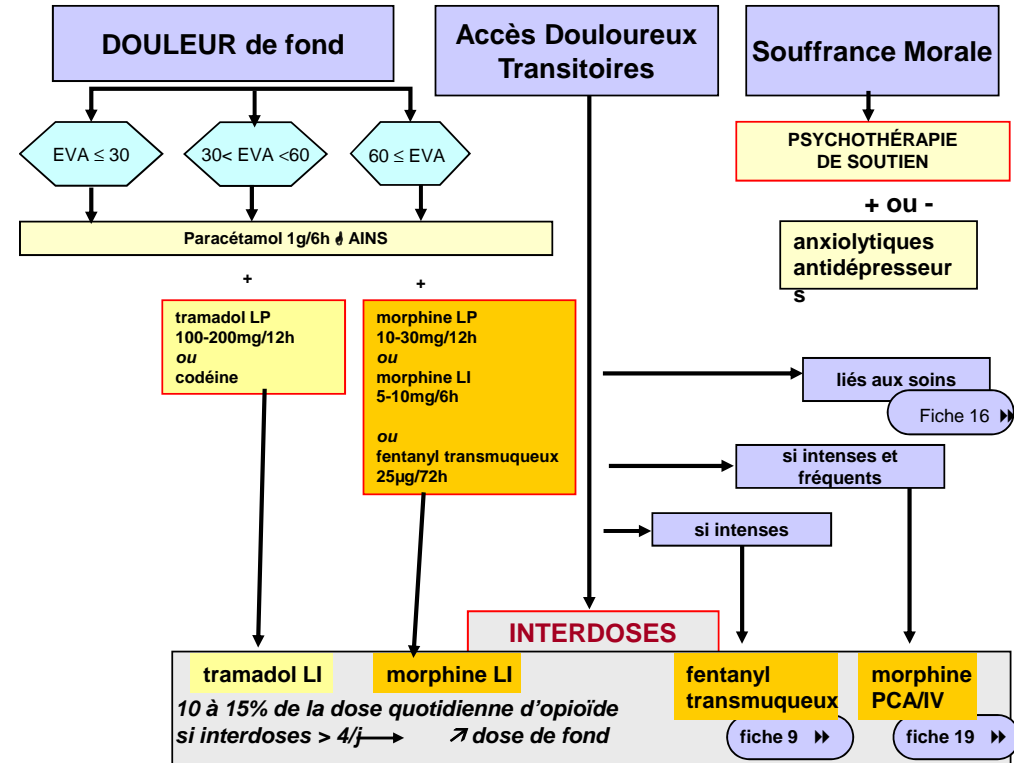 DOULEUR de fond
Accès Douloureux
Transitoires
Souffrance Morale
EVA ≤ 30
30< EVA <60
60 ≤ EVA
PSYCHOTHÉRAPIE
DE SOUTIEN
+ ou -
anxiolytiques
antidépresseur
s
Paracétamol 1g/6h AINS
+
+
tramadol LP
100-200mg/12h
ou
codéine
morphine LP
10-30mg/12h
ou
morphine LI
5-10mg/6h
ou
fentanyl transmuqueux
25µg/72h
liés aux soins
Fiche 16
si intenses et
fréquents
si intenses
INTERDOSES
tramadol LI
morphine LI
10 à 15% de la dose quotidienne d'opioïde
si interdoses > 4/j → ↗ dose de fond
fentanyl
transmuqueux
fiche 9
morphine
PCA/IV
fiche 19